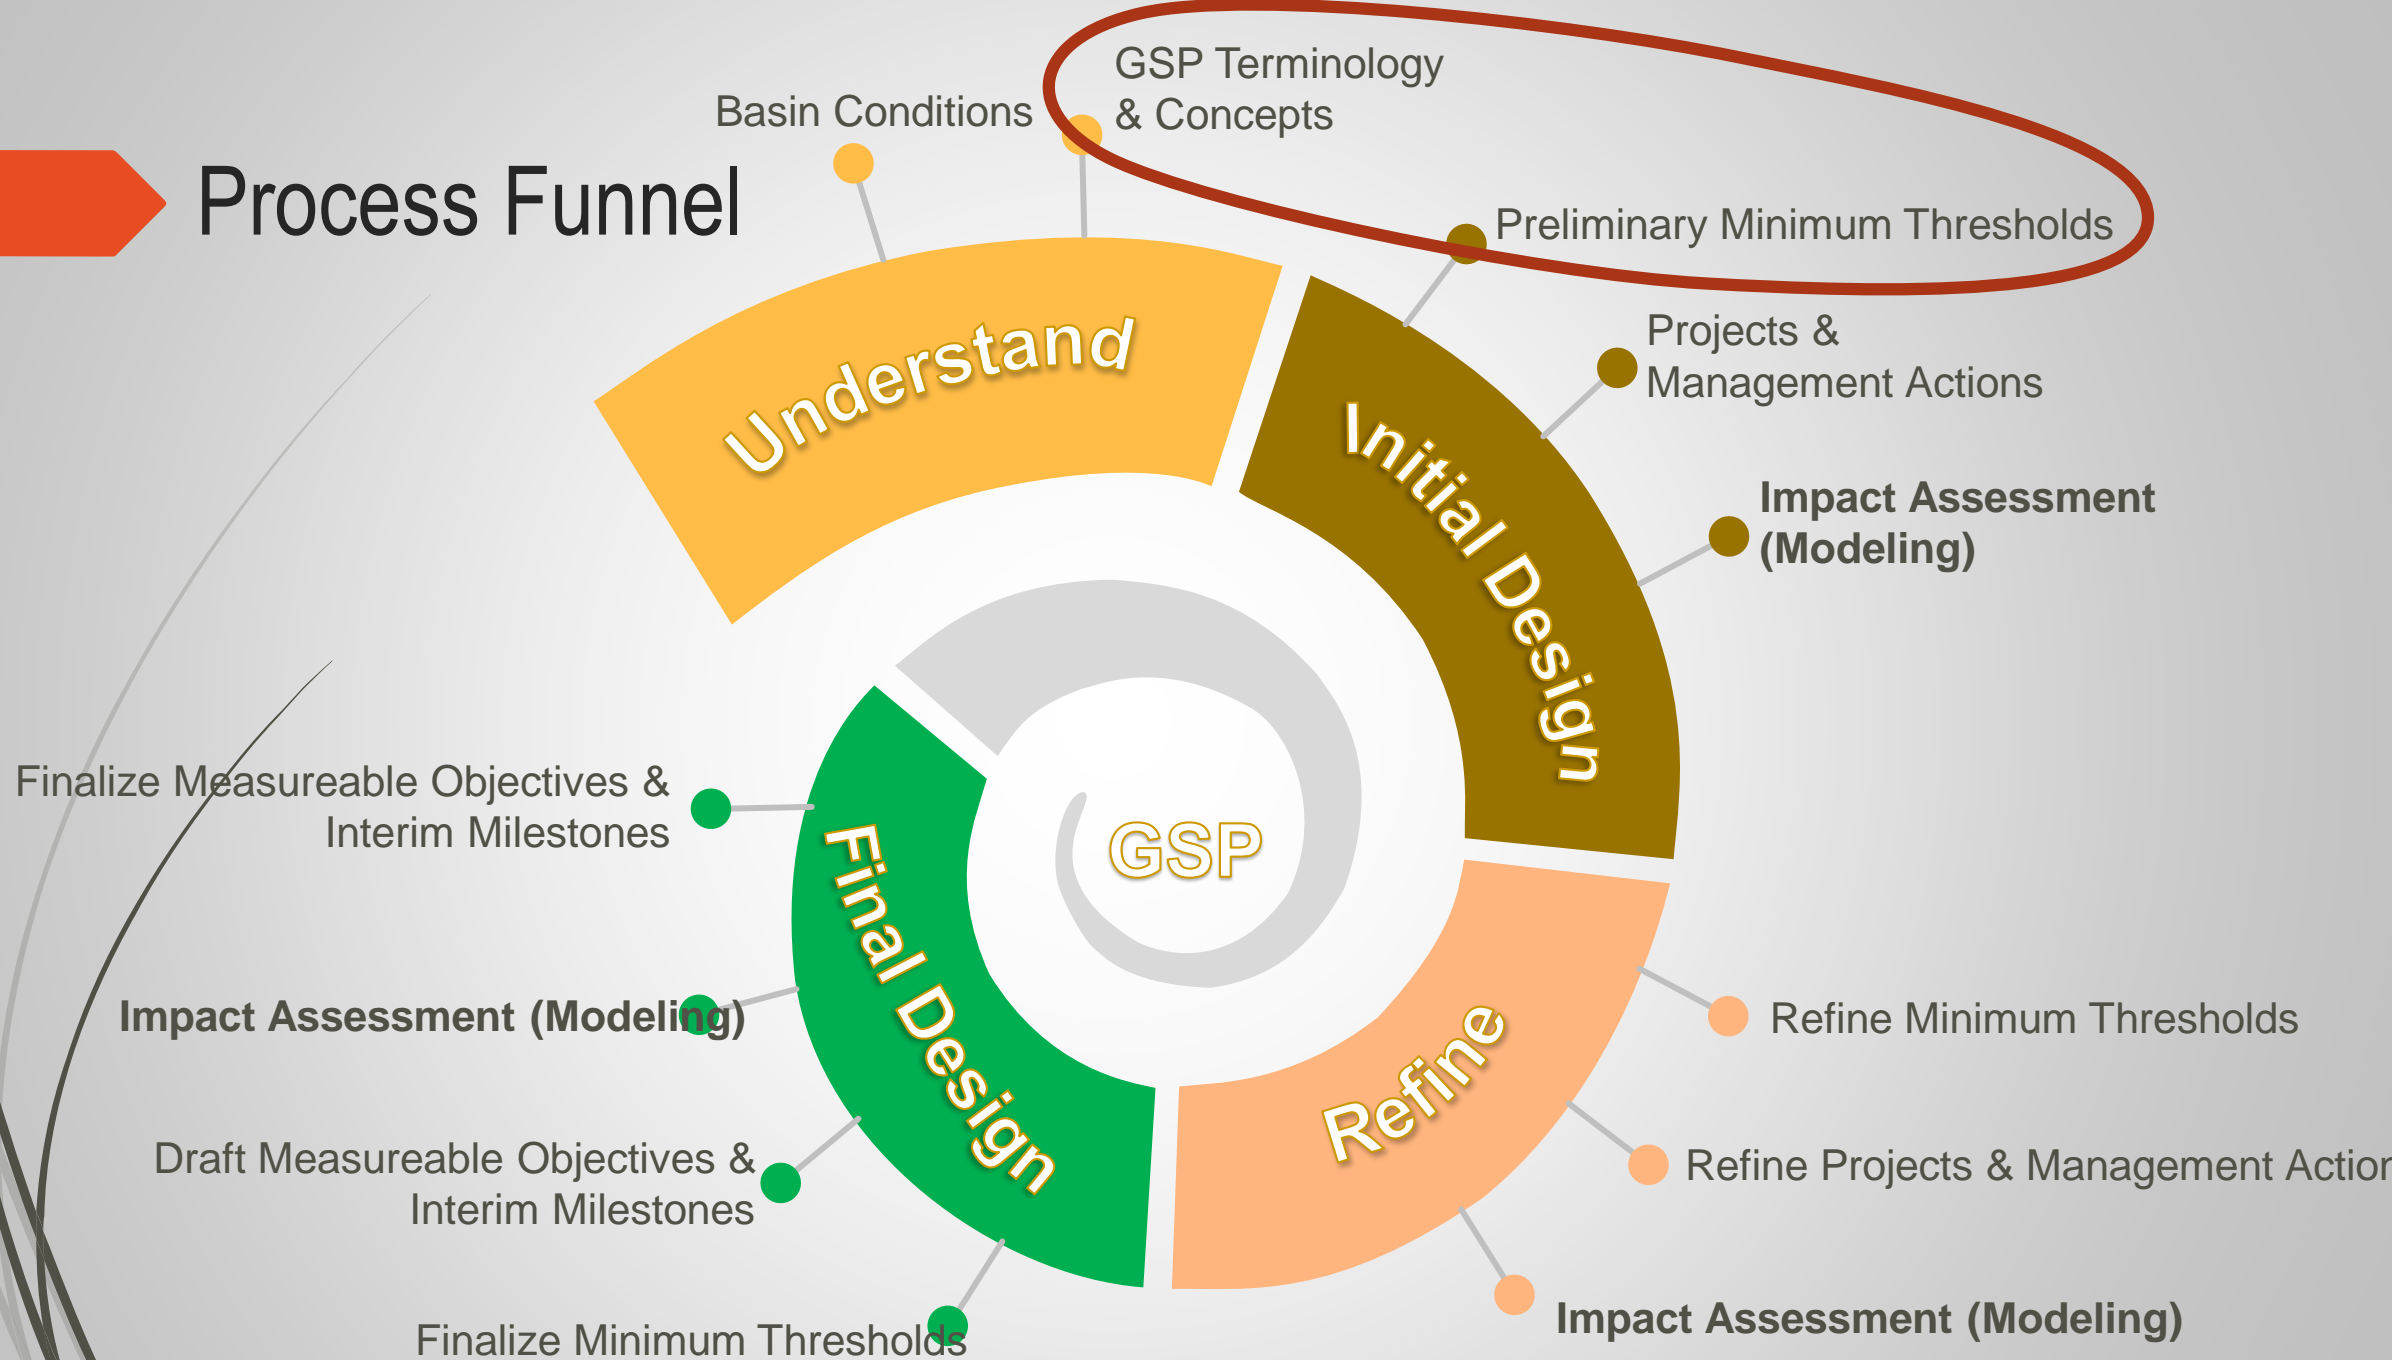 Process Funnel
Basin Conditions
GSP Terminology
& Concepts
Understand
Preliminary Minimum Thresholds
Projects &
Management Actions
Impact Assessment
(Modeling)
Initial Design
Refine Minimum Thresholds
Refine Projects & Management Action
Impact Assessment (Modeling)
Refine
Finalize Minimum Thresholds
Draft Measureable Objectives &
Interim Milestones
Impact Assessment (Modeling)
Finalize Measureable Objectives &
Interim Milestones
Final Design
GSP